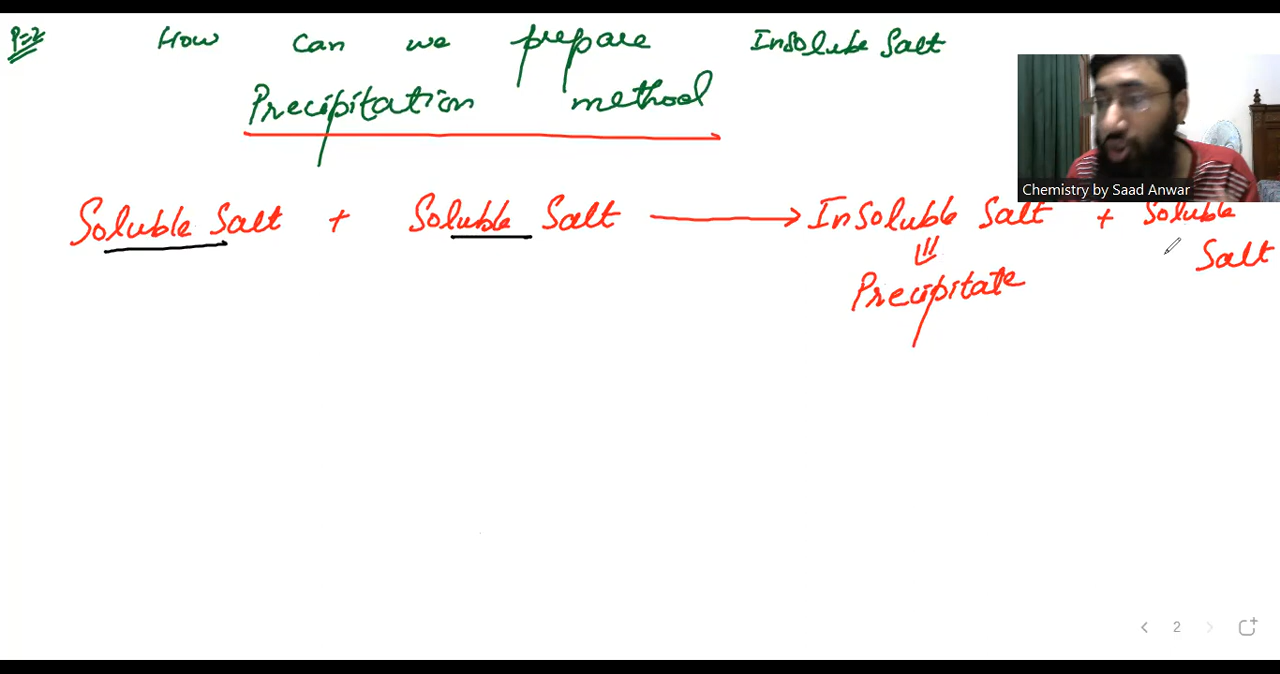 P=2 How can we prepare Insoluble Salt
Precipitation method
Chemistry by Saad Anwar
Soluble Salt + Soluble Salt → Insoluble Salt + Soluble
Salt
Precipitate
2